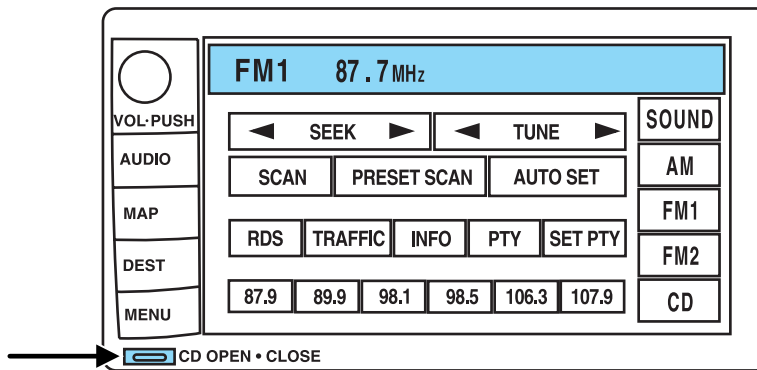 FM1 87.7 MHz
VOL·PUSH
AUDIO
MAP
DEST
MENU
SEEK TUNE
SCAN PRESET SCAN AUTO SET
RDS TRAFFIC INFO PTY SET PTY
87.9 89.9 98.1 98.5 106.3 107.9
SOUND
AM
FM1
FM2
CD
CD OPEN • CLOSE